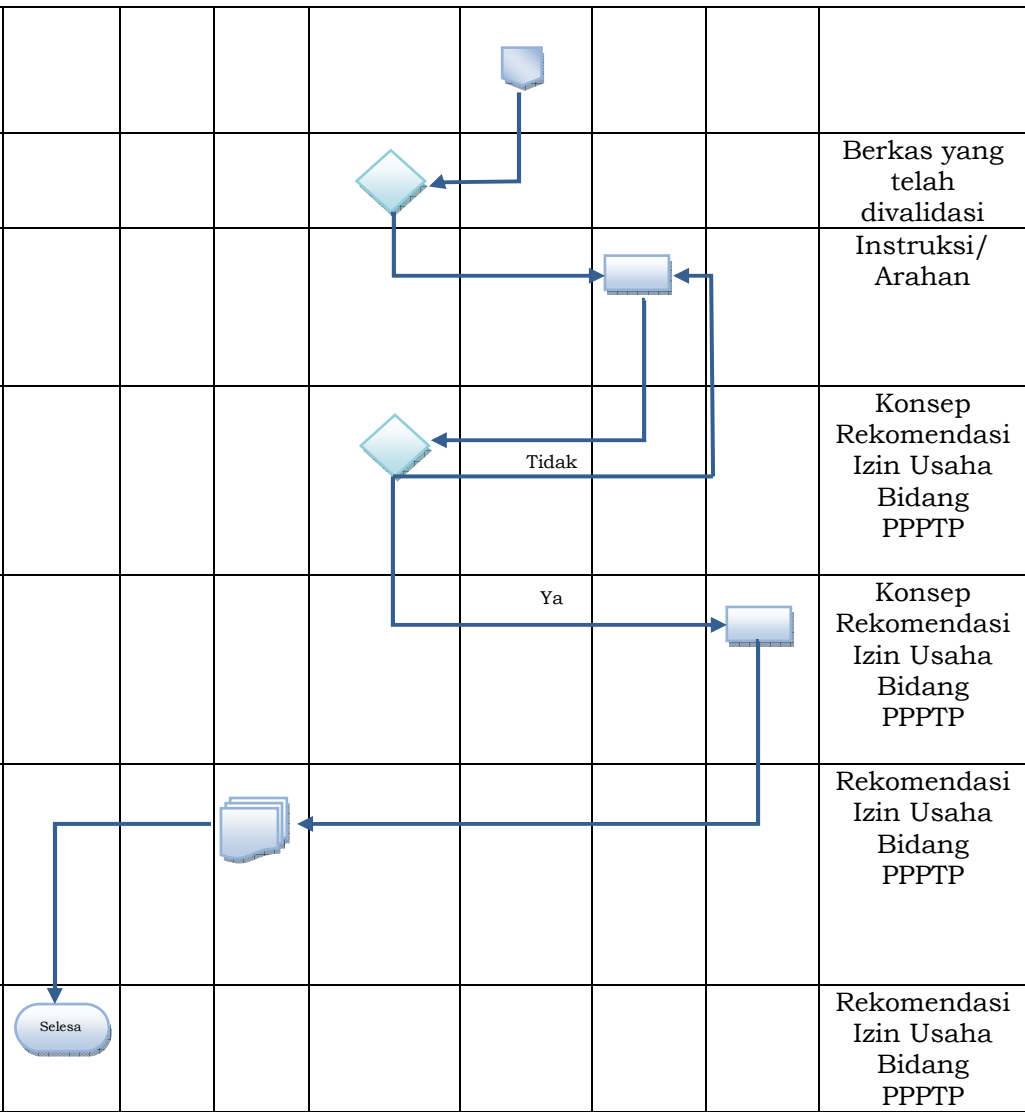 Berkas yang
telah
divalidasi
Instruksi/
Arahan
Konsep
Rekomendasi
Izin Usaha
Bidang
PPPTP
Tidak
Konsep
Rekomendasi
Izin Usaha
Bidang
PPPTP
Ya
Rekomendasi
Izin Usaha
Bidang
PPPTP
Selesa
Rekomendasi
Izin Usaha
Bidang
PPPTP